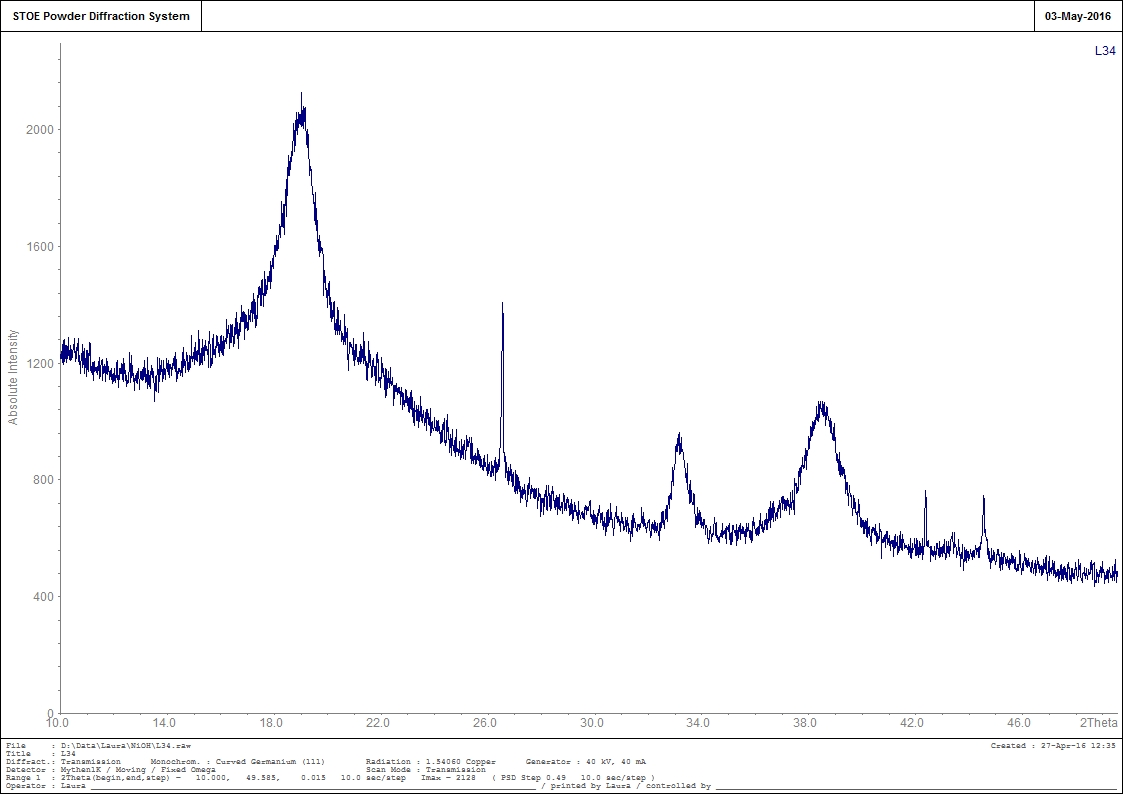 STOE Powder Diffraction System 03-May-2016
L34
2000
1600
1200
800
400
0
Absolute Intensity
10.0 14.0 18.0 22.0 26.0 30.0 34.0 38.0 42.0 46.0 2Theta
File : D:\Data\Laura\NiOH\L34.raw Created : 27-Apr-16 12:35
Title : L34
Diffract.: Transmission Monochrom. : Curved Germanium (111) Radiation : 1.54060 Copper Generator : 40 kV, 40 mA
Detector : Mythen1K / Moving / Fixed Omega Scan Mode : Transmission
Range 1 : 2Theta(begin,end,step) = 10.000, 49.585, 0.015 10.0 sec/step Imax = 2128 ( PSD Step 0.49 10.0 sec/step )
Operator : Laura / printed by Laura / controlled by